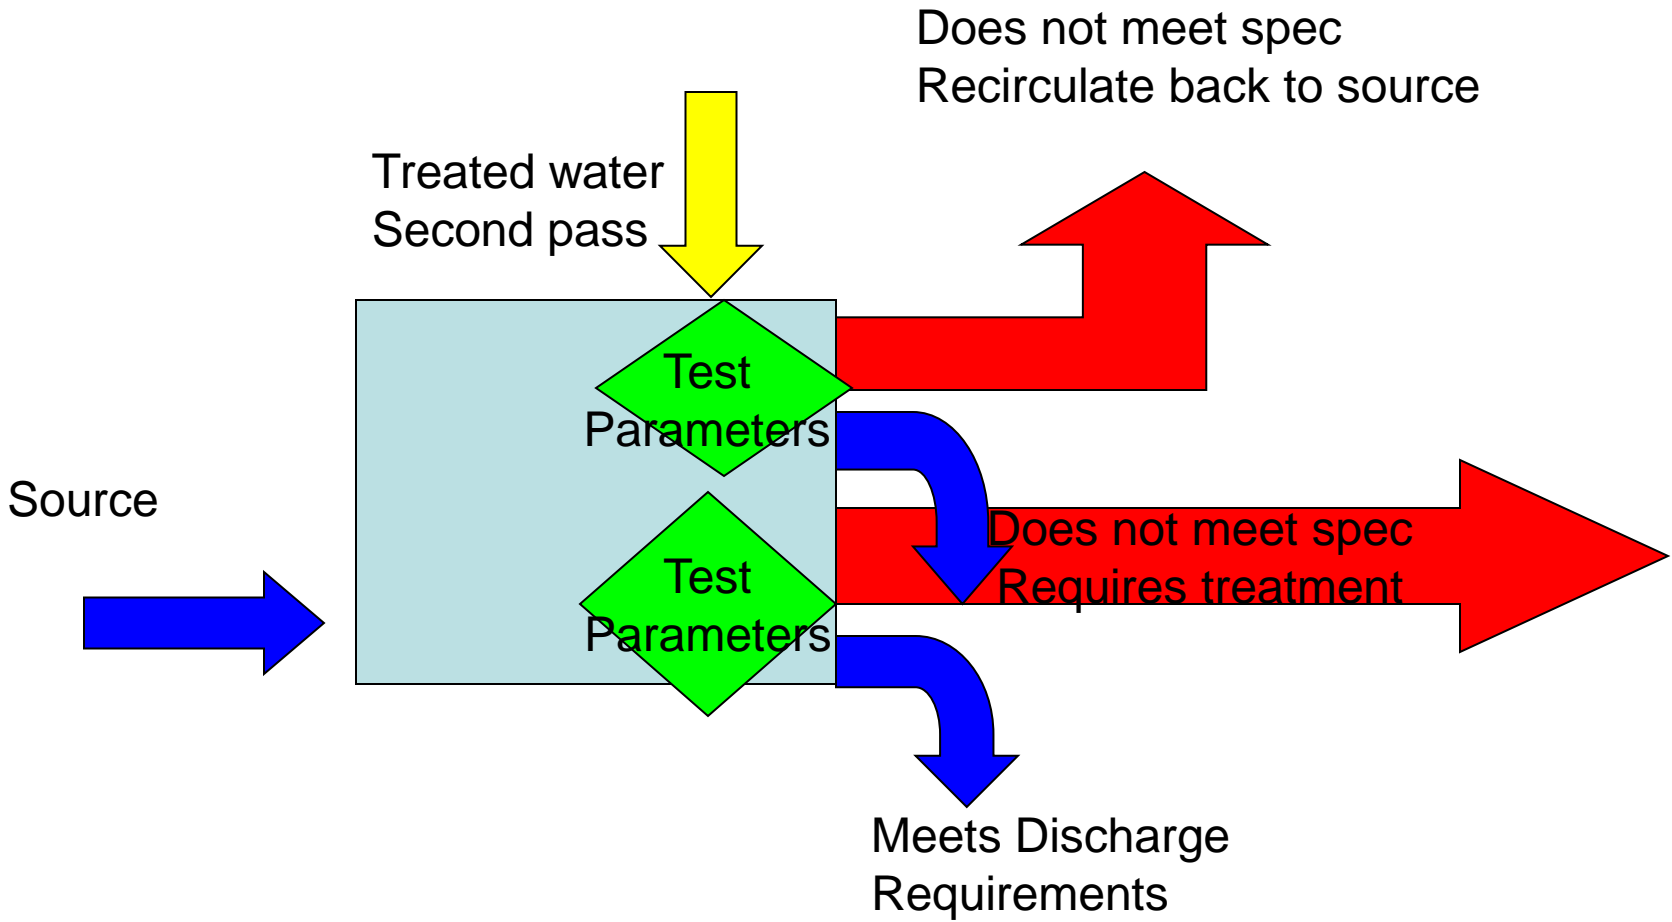 Does not meet spec
Recirculate back to source
Treated water
Second pass
Test
Parameters
Source
Does not meet spec
Requires treatment
Test
Parameters
Meets Discharge
Requirements